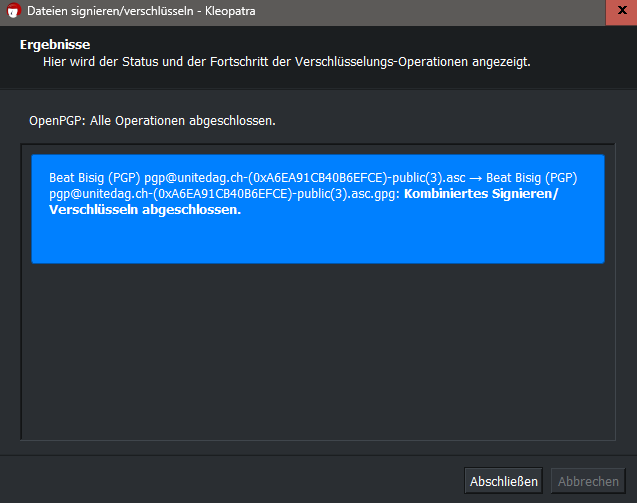 Dateien signieren/verschlüsseln - Kleopatra
x
Ergebnisse
Hier wird der Status und der Fortschritt der Verschlüsselungs-Operationen angezeigt.
OpenPGP: Alle Operationen abgeschlossen.
Beat Bisig (PGP) pgp@unitedag.ch-(0xA6EA91CB40B6EFCE)-public(3).asc → Beat Bisig (PGP)
pgp@unitedag.ch-(0xA6EA91CB40B6EFCE)-public(3).asc.gpg: Kombiniertes Signieren/
Verschlüsseln abgeschlossen.
Abschließen
Abbrechen